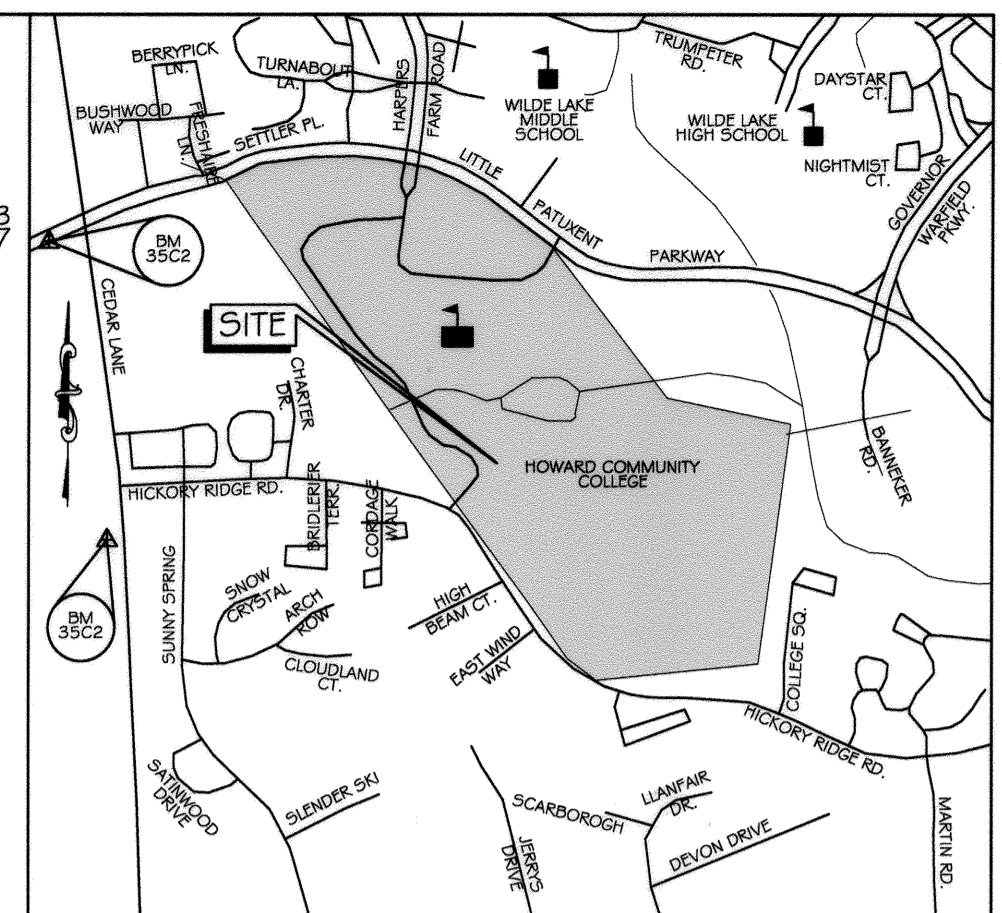 BERRYPICK
LN.
TURNABOUT
LA.
BUSHWOOD
WAY
FRESHAIRE
LN.
SETTLER PL.
HARPERS
FARM ROAD
WILDE LAKE
MIDDLE
SCHOOL
TRUMPETER
RD.
DAYSTAR
CT.
WILDE LAKE
HIGH SCHOOL
NIGHTMIST
CT.
GOVERNOR
WARFIELD
PKWY.
LITTLE
PATUXENT
PARKWAY
3
7
BM
35C2
CEDAR LANE
SITE
CHARTER
DR.
HOWARD COMMUNITY
COLLEGE
BANNEKER
RD.
HICKORY RIDGE RD.
BRIDLERIER
TERR.
CORDAGE
WALK
BM
35C2
SUNNY SPRING
SNOW
CRYSTAL
ARCH
ROW
CLOUDLAND
CT.
HIGH
BEAM CT.
EAST WIND
WAY
COLLEGE SQ.
HICKORY RIDGE RD.
SATINWOOD
DRIVE
SLENDER SKI
JERRYS
DRIVE
SCARBOROGH
LLANFAIR
DR.
DEVON DRIVE
MARTIN RD.